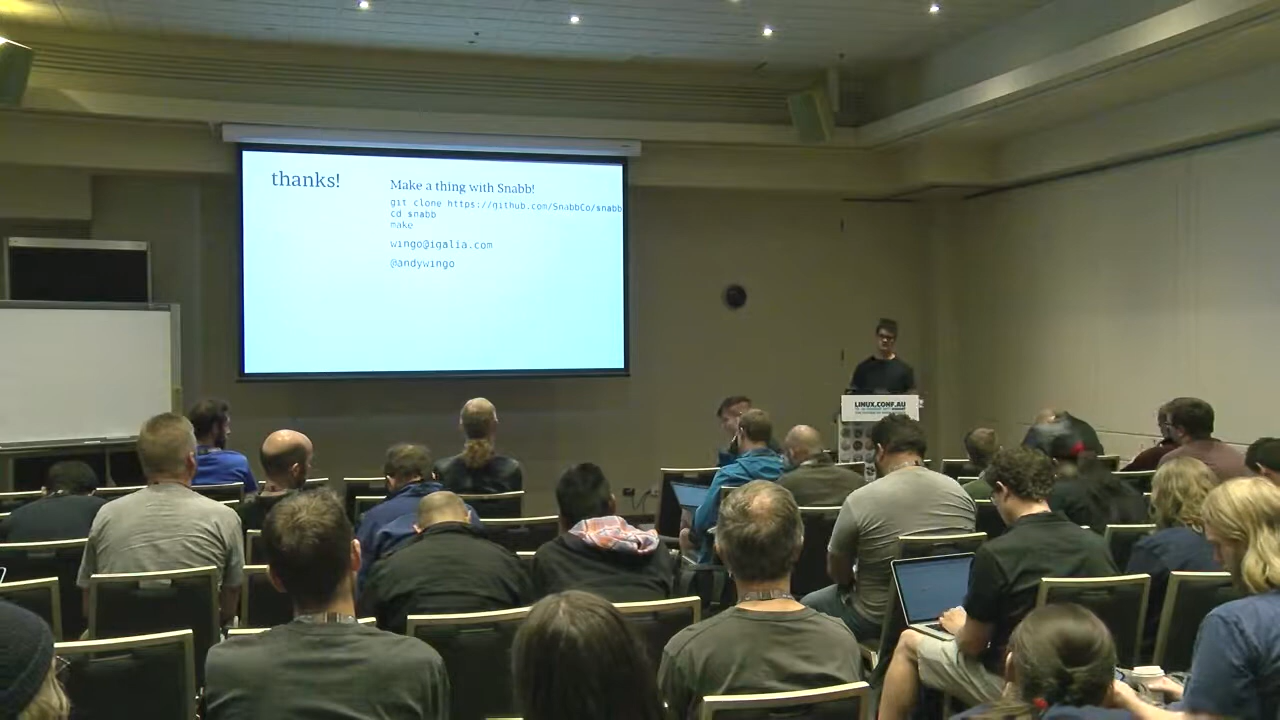 thanks!
Make a thing with Snabb!
git clone https://github.com/SnabbCo/snabb
cd snabb
make
wingo@igalia.com
@andywingo
LINUX.CONF.AU